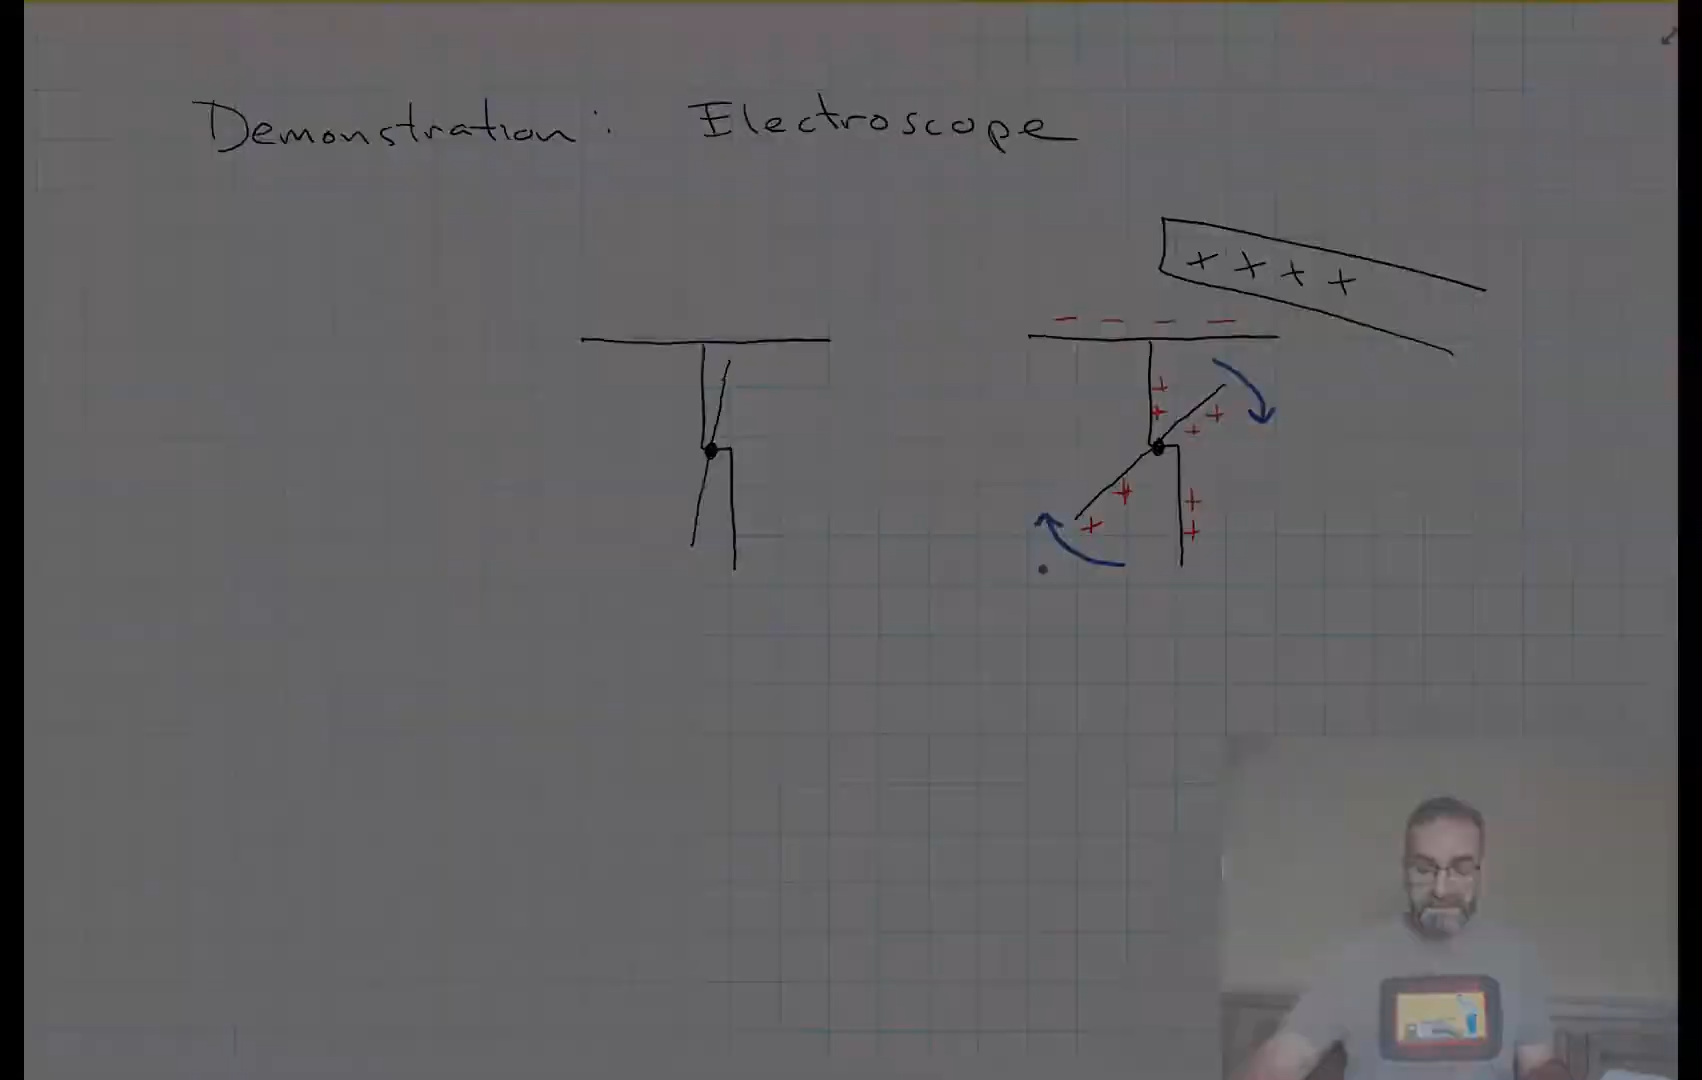 Demonstration: Electroscope
+ + + +
− − − −
+ +
+ +
+ +
+ +